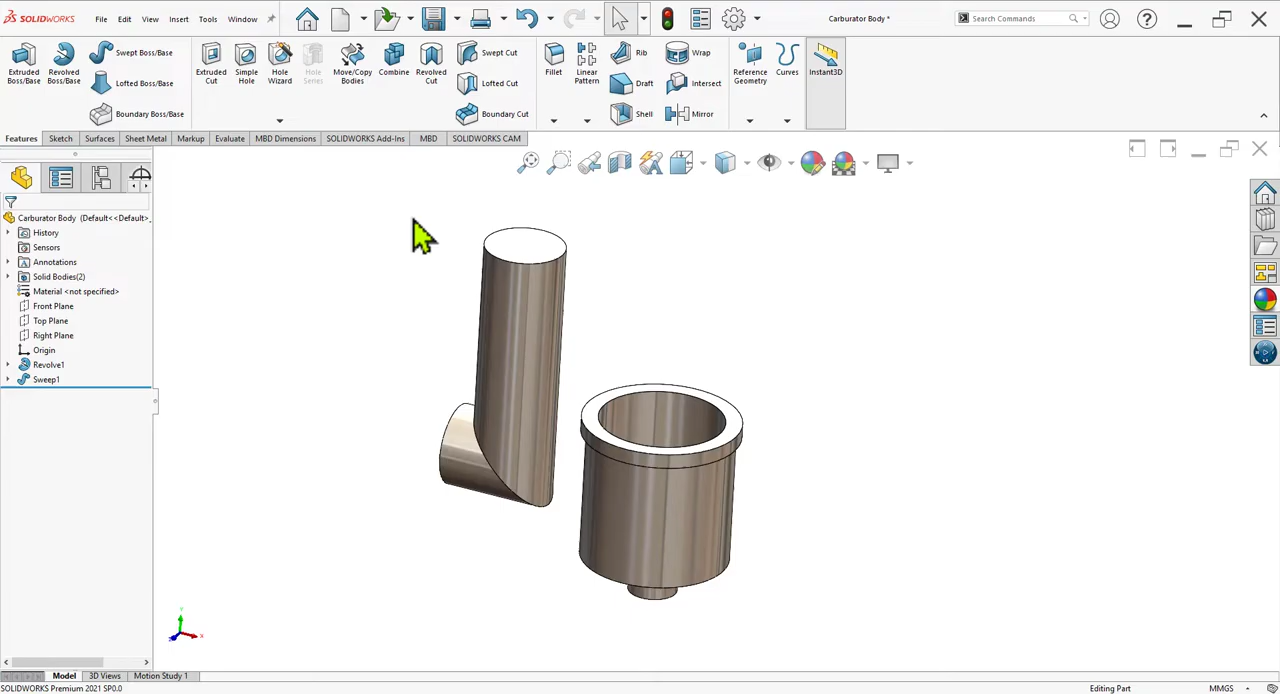 SOLIDWORKS File Edit View Insert Tools Window Carburator Body * Search Commands
Extruded Boss/Base
Revolved Boss/Base
Swept Boss/Base
Lofted Boss/Base
Boundary Boss/Base
Extruded Cut
Simple Hole
Hole Wizard
Hole Series
Move/Copy Bodies
Combine
Revolved Cut
Swept Cut
Lofted Cut
Boundary Cut
Fillet
Linear Pattern
Rib
Draft
Shell
Wrap
Intersect
Mirror
Reference Geometry
Curves
Instant3D
Features Sketch Surfaces Sheet Metal Markup Evaluate MBD Dimensions SOLIDWORKS Add-Ins MBD SOLIDWORKS CAM
Carburator Body (Default<<Default>_
History
Sensors
Annotations
Solid Bodies(2)
Material <not specified>
Front Plane
Top Plane
Right Plane
Origin
Revolve1
Sweep1
Y
X
Z
Model 3D Views Motion Study 1
SOLIDWORKS Premium 2021 SP0.0 Editing Part MMGS